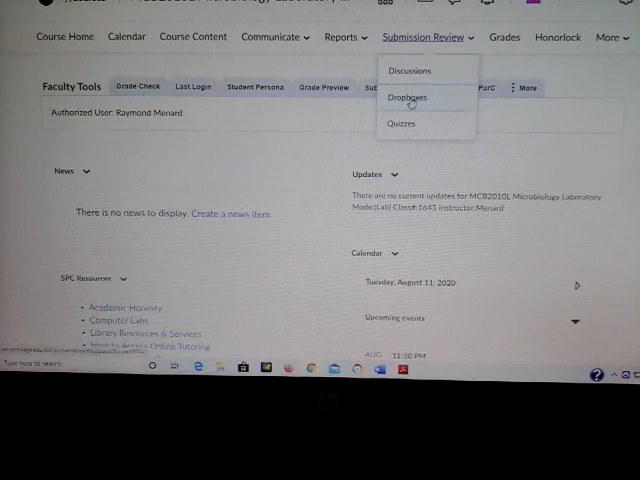 Course Home Calendar Course Content Communicate Reports Submission Review Grades Honorlock More
Discussions
Dropboxes
Quizzes
Faculty Tools Grade Check Last Login Student Persona Grade Preview ParC More
Authorized User: Raymond Menard
News
There is no news to display. Create a news item.
Updates
There are no current updates for MCB2010L Microbiology Laboratory
Mode:(Lab) Class#:1645 Instructor:Menard
Calendar
Tuesday, August 11, 2020
Upcoming events
AUG 11:30 PM
SPC Resources
Academic Honesty
Computer Labs
Library Resources & Services
How to Access Online Tutoring
Type here to search
hp